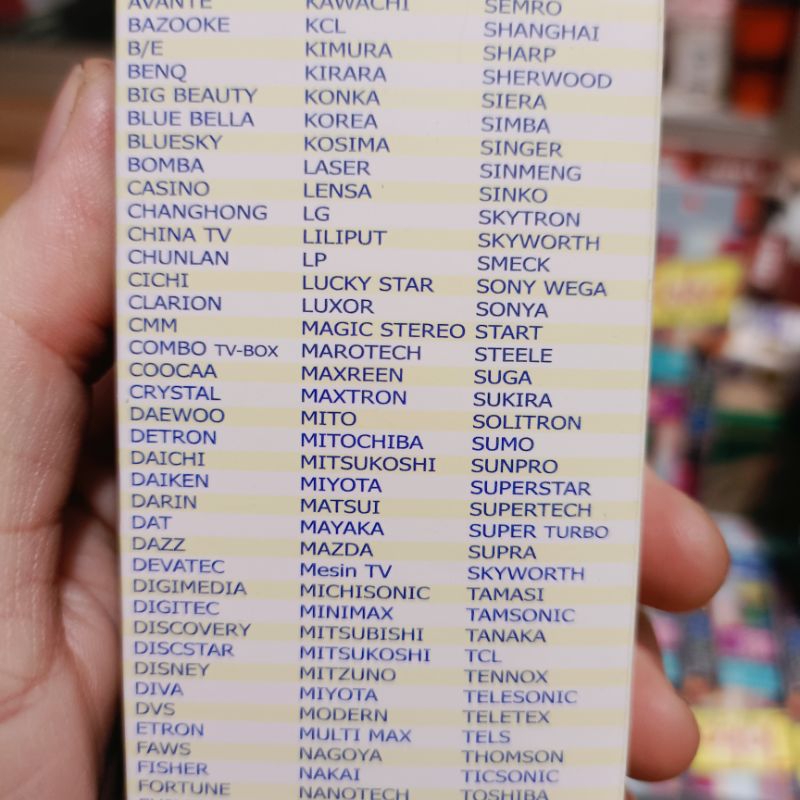 AVANTE KAWACHI SEMRO
BAZOOKE KCL SHANGHAI
B/E KIMURA SHARP
BENQ KIRARA SHERWOOD
BIG BEAUTY KONKA SIERA
BLUE BELLA KOREA SIMBA
BLUESKY KOSIMA SINGER
BOMBA LASER SINMENG
CASINO LENSA SINKO
CHANGHONG LG SKYTRON
CHINA TV LILIPUT SKYWORTH
CHUNLAN LP SMECK
CICHI LUCKY STAR SONY WEGA
CLARION LUXOR SONYA
CMM MAGIC STEREO START
COMBO TV-BOX MAROTECH STEELE
COOCAA MAXREEN SUGA
CRYSTAL MAXTRON SUKIRA
DAEWOO MITO SOLITRON
DETRON MITOCHIBA SUMO
DAICHI MITSUKOSHI SUNPRO
DAIKEN MIYOTA SUPERSTAR
DARIN MATSUI SUPERTECH
DAT MAYAKA SUPER TURBO
DAZZ MAZDA SUPRA
DEVATEC Mesin TV SKYWORTH
DIGIMEDIA MICHISONIC TAMASI
DIGITEC MINIMAX TAMSONIC
DISCOVERY MITSUBISHI TANAKA
DISCSTAR MITSUKOSHI TCL
DISNEY MITZUNO TENNOX
DIVA MIYOTA TELESONIC
DVS MODERN TELETEX
ETRON MULTI MAX TELS
FAWS NAGOYA THOMSON
FISHER NAKAI TICSONIC
FORTUNE NANOTECH TOSHIBA